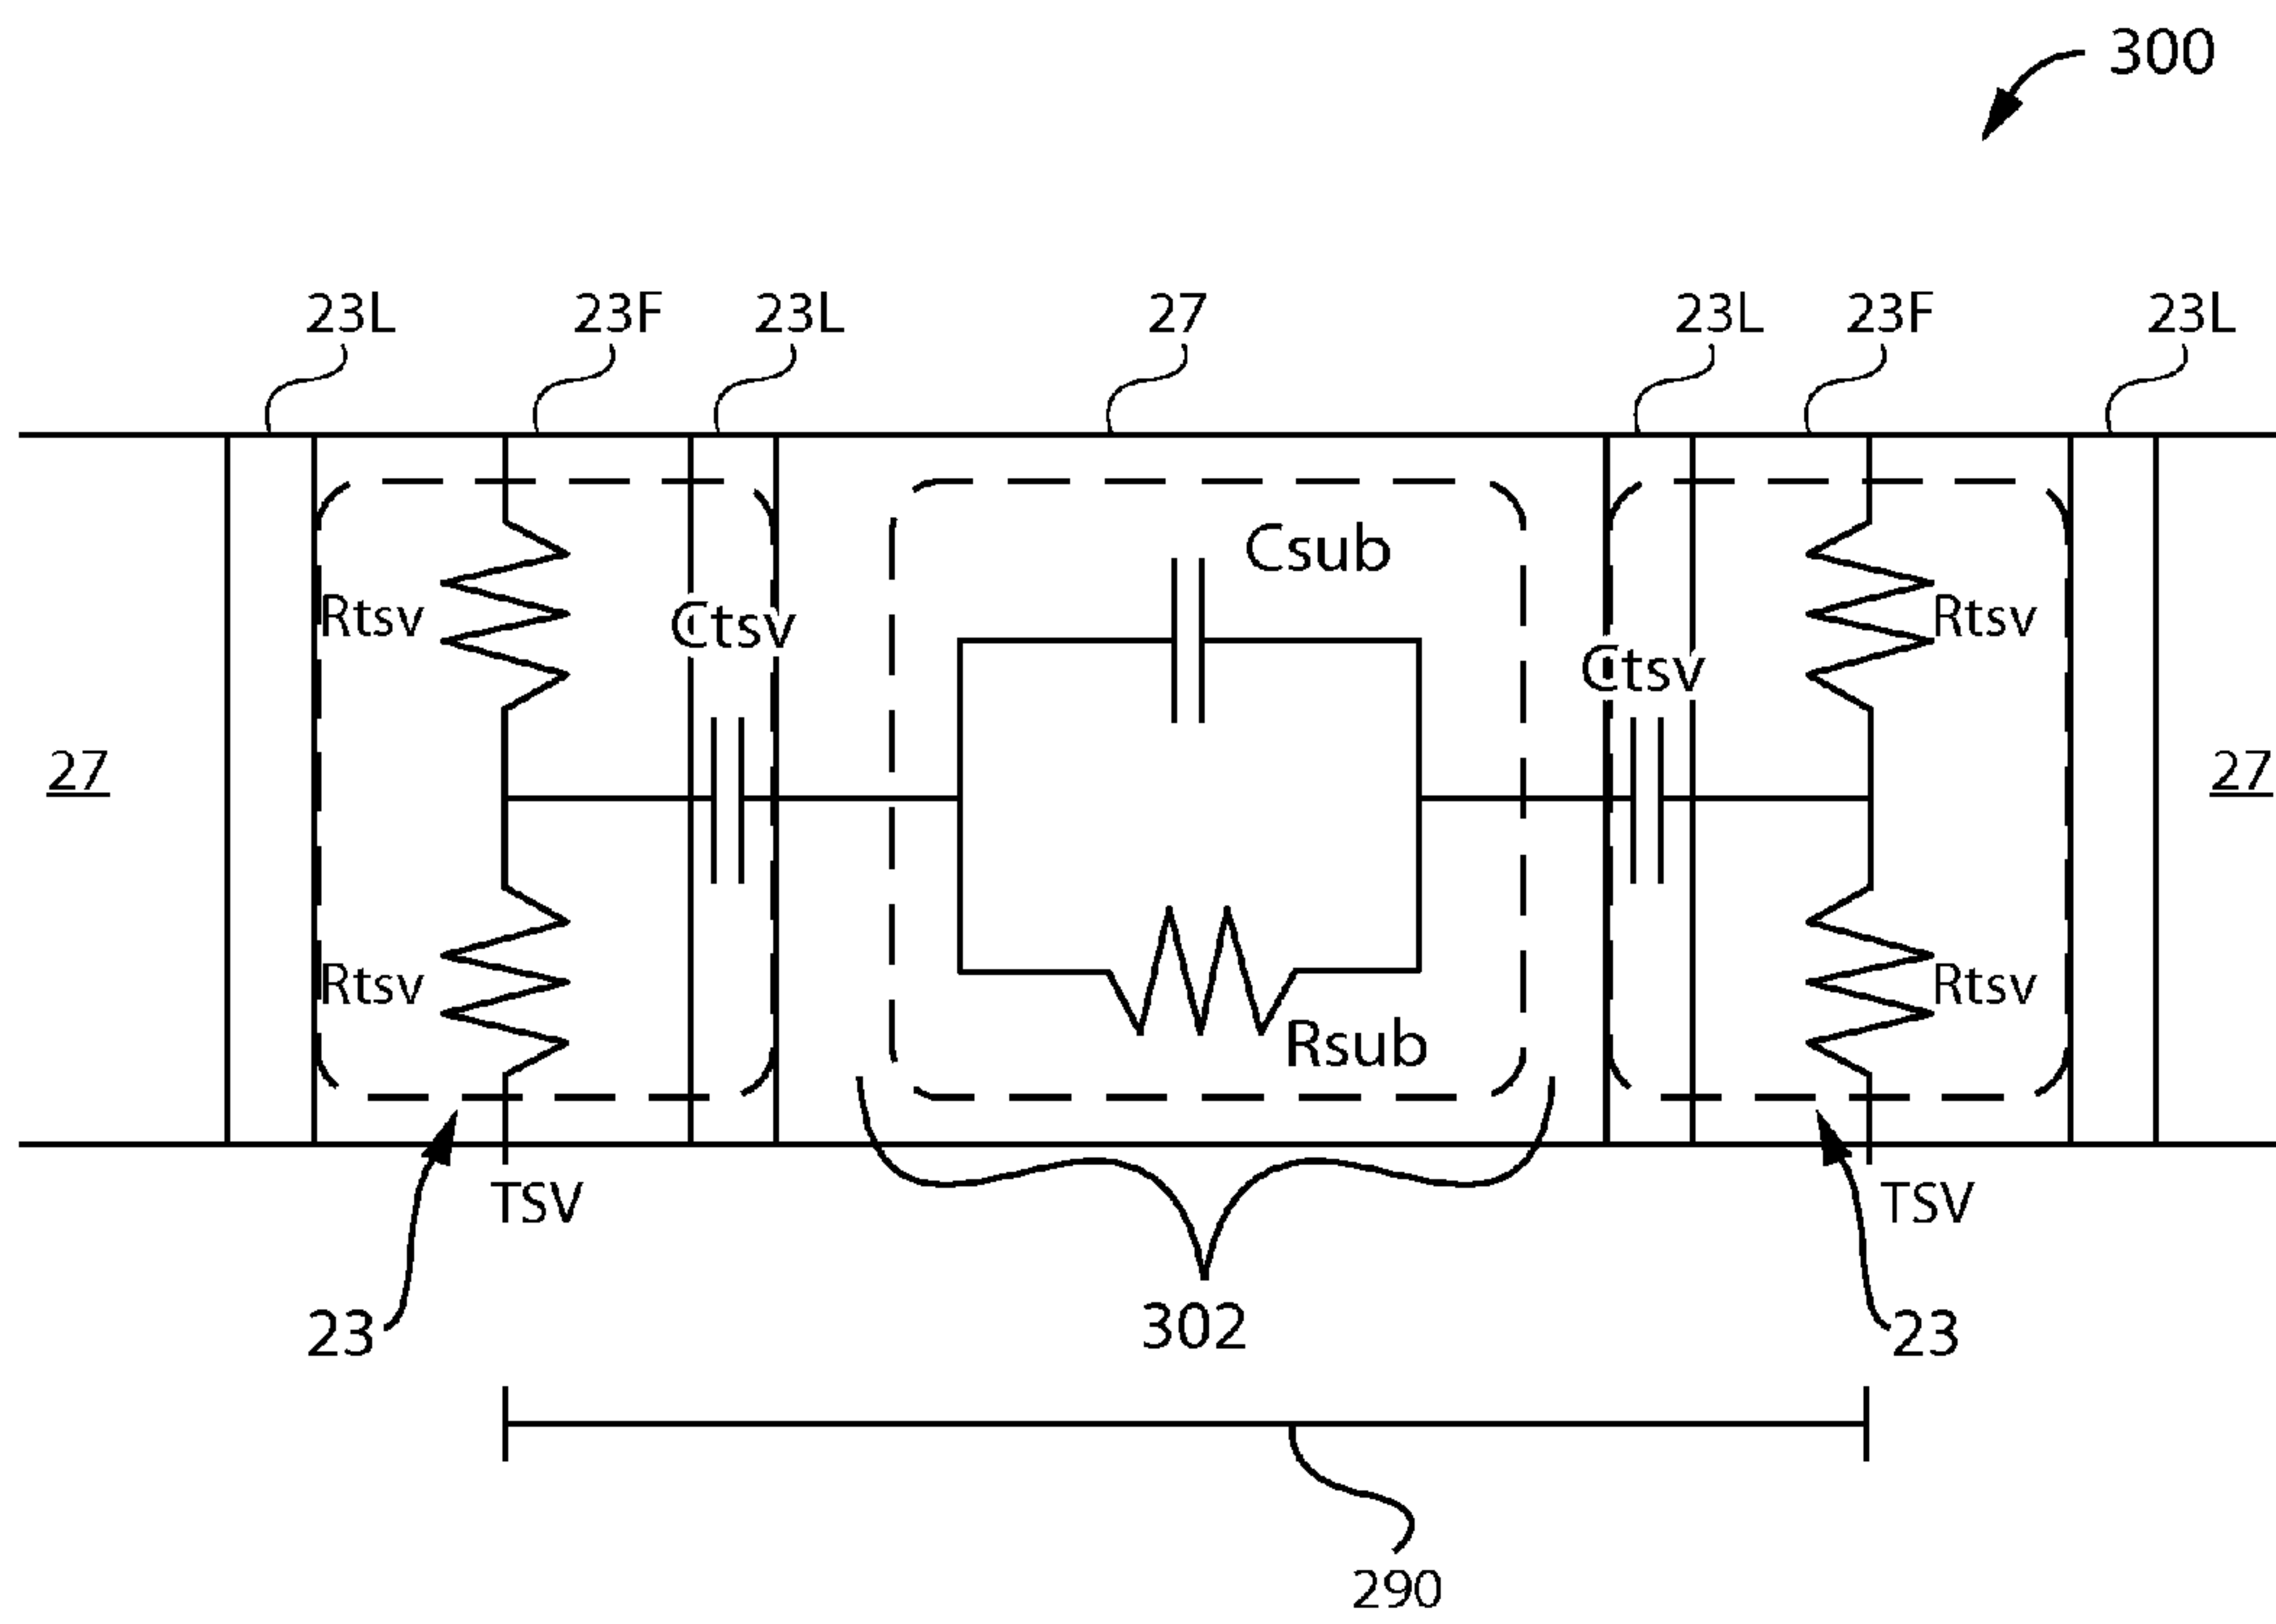 300
23L 23F 23L 27 23L 23F 23L
Csub
Rtsv Ctsv Rtsv
Ctsv
27 27
Rtsv Rtsv
Rsub
TSV TSV
23 302 23
290